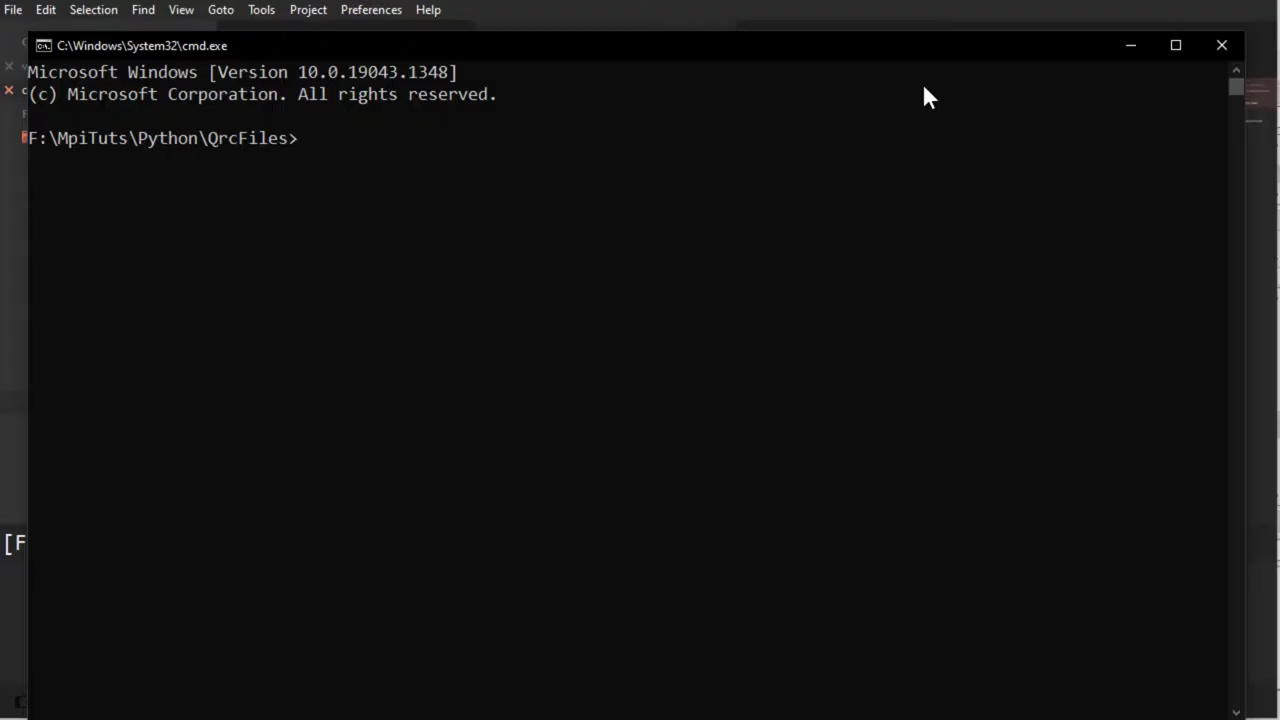 File Edit Selection Find View Goto Tools Project Preferences Help
C:\Windows\System32\cmd.exe
Microsoft Windows [Version 10.0.19043.1348]
(c) Microsoft Corporation. All rights reserved.
F:\MpiTuts\Python\QrcFiles>
[F